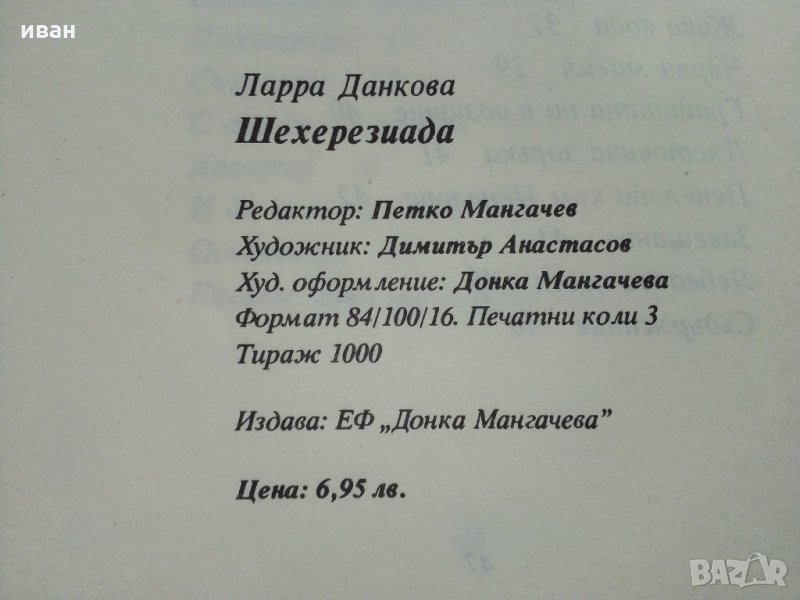 иван
Ларра Данкова
Шехерезиада
Редактор: Петко Мангачев
Художник: Димитър Анастасов
Худ. оформление: Донка Мангачева
Формат 84/100/16. Печатни коли 3
Тираж 1000
Издава: ЕФ „Донка Мангачева”
Цена: 6,95 лв.
BAZAR